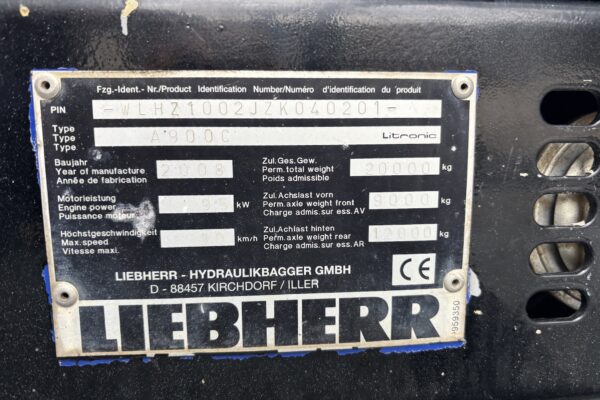 Fzg.-Ident.- Nr./Product Identification Number/Numéro d'identification du produit
PIN -WLHZ1002JZK040201-
Type
Type A900C Litronic
Type
Baujahr
Year of manufacture 2008
Année de fabrication
Zul.Ges.Gew.
Perm.total weight 20000 kg
Poids admissible
Motorleistung
Engine power kW
Puissance moteur
Zul.Achslast vorn
Perm.axle weight front 9000 kg
Charge admis.sur ess.AV
Höchstgeschwindigkeit
Max.speed km/h
Vitesse maxi.
Zul.Achslast hinten
Perm.axle weight rear 12000 kg
Charge admis.sur ess.AR
LIEBHERR - HYDRAULIKBAGGER GMBH
D - 88457 KIRCHDORF / ILLER
CE
LIEBHERR